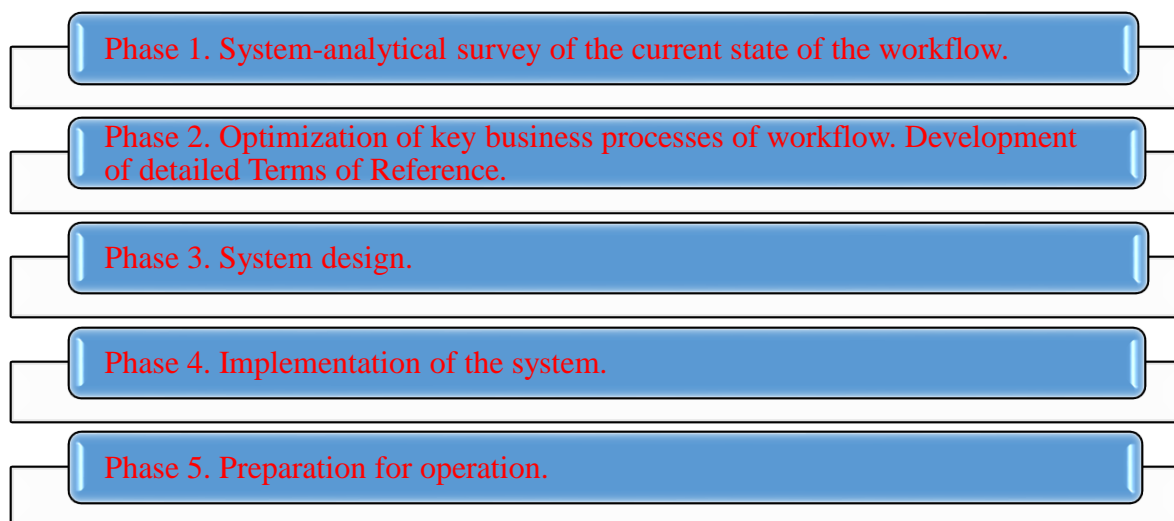 Phase 1. System-analytical survey of the current state of the workflow.
Phase 2. Optimization of key business processes of workflow. Development
of detailed Terms of Reference.
Phase 3. System design.
Phase 4. Implementation of the system.
Phase 5. Preparation for operation.